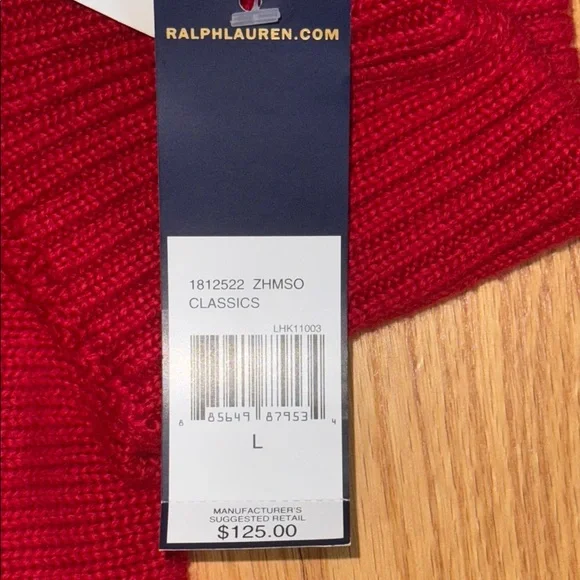 RALPHLAUREN.COM
1812522 ZHMSO
CLASSICS
LHK11003
8 85649 87953 4
L
MANUFACTURER'S
SUGGESTED RETAIL
$125.00